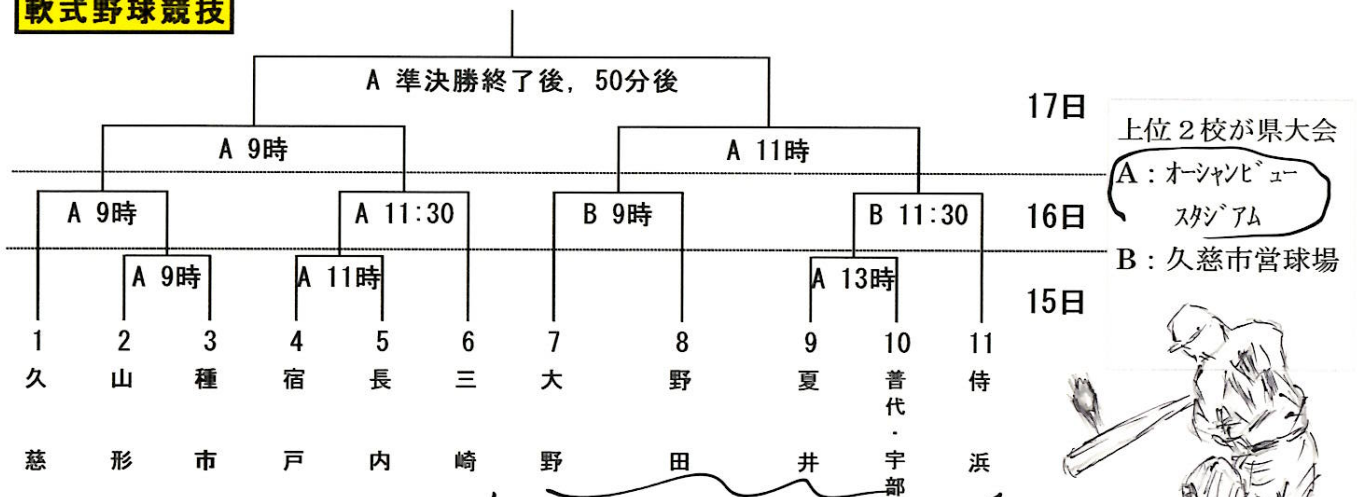 軟式野球競技
A 準決勝終了後, 50分後
17日
上位2校が県大会
A 9時
A 11時
A：オーシャンビュー
スタジアム
A 9時
A 11:30
B 9時
B 11:30
16日
B：久慈市営球場
A 9時
A 11時
A 13時
15日
1 2 3 4 5 6 7 8 9 10 11
久慈
山形
種市
宿戸
長内
三崎
大野
野田
夏井
普代・宇部
侍浜